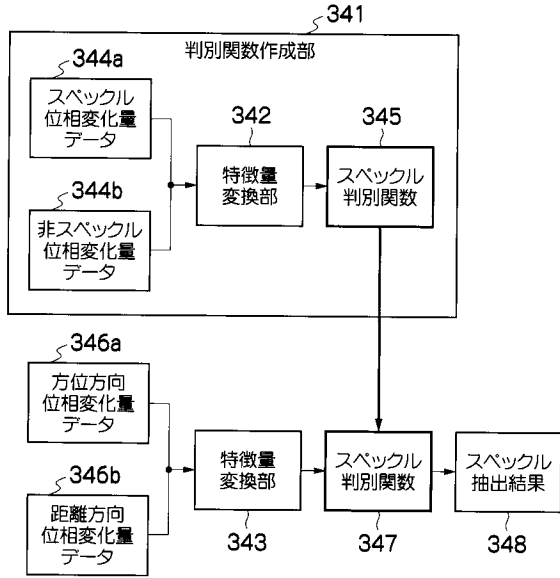 341
判別関数作成部
344a
スペックル
位相変化量
データ
344b
非スペックル
位相変化量
データ
342
特徴量
変換部
345
スペックル
判別関数
346a
方位方向
位相変化量
データ
346b
距離方向
位相変化量
データ
特徴量
変換部
343
スペックル
判別関数
347
スペックル
抽出結果
348